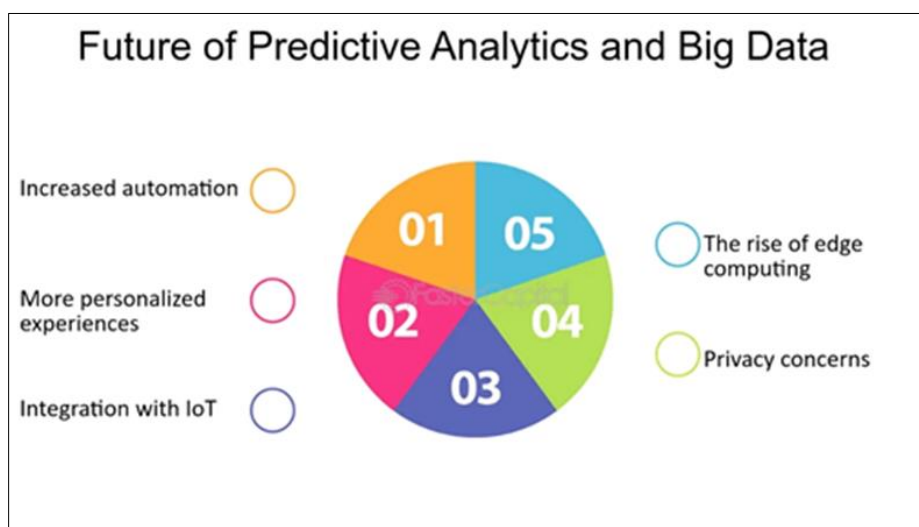 Future of Predictive Analytics and Big Data
Increased automation
More personalized
experiences
Integration with IoT
01
02
03
04
05
FasterCapital
The rise of edge
computing
Privacy concerns